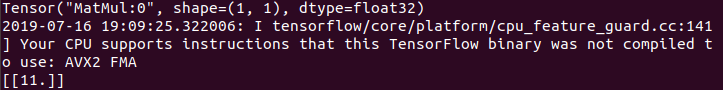 Tensor("MatMul:0", shape=(1, 1), dtype=float32)
2019-07-16 19:09:25.322006: I tensorflow/core/platform/cpu_feature_guard.cc:141
] Your CPU supports instructions that this TensorFlow binary was not compiled t
o use: AVX2 FMA
[[11.]]